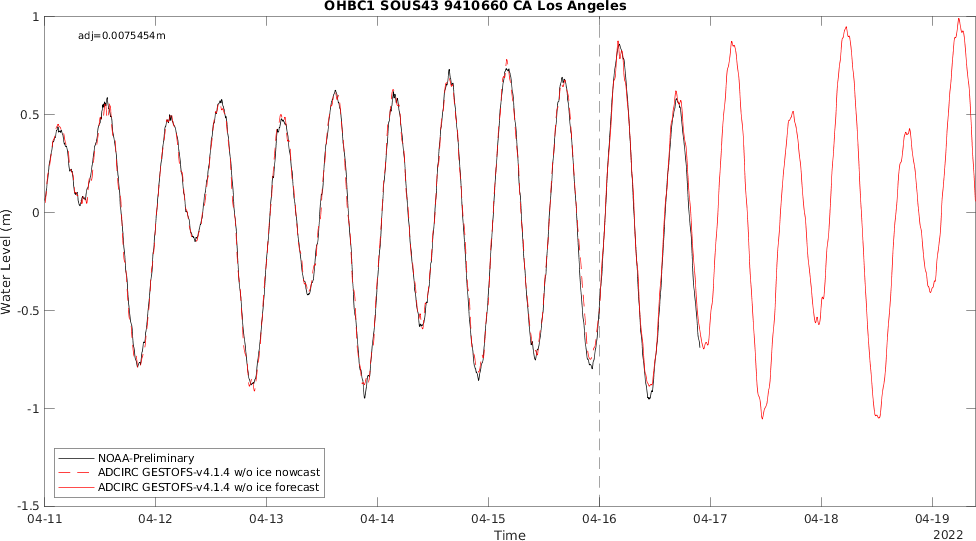 OHBC1 SOUS43 9410660 CA Los Angeles
adj=0.0075454m
1
0.5
0
-0.5
-1
-1.5
Water Level (m)
NOAA-Preliminary
ADCIRC GESTOFS-v4.1.4 w/o ice nowcast
ADCIRC GESTOFS-v4.1.4 w/o ice forecast
04-11 04-12 04-13 04-14 04-15 04-16 04-17 04-18 04-19
Time
2022